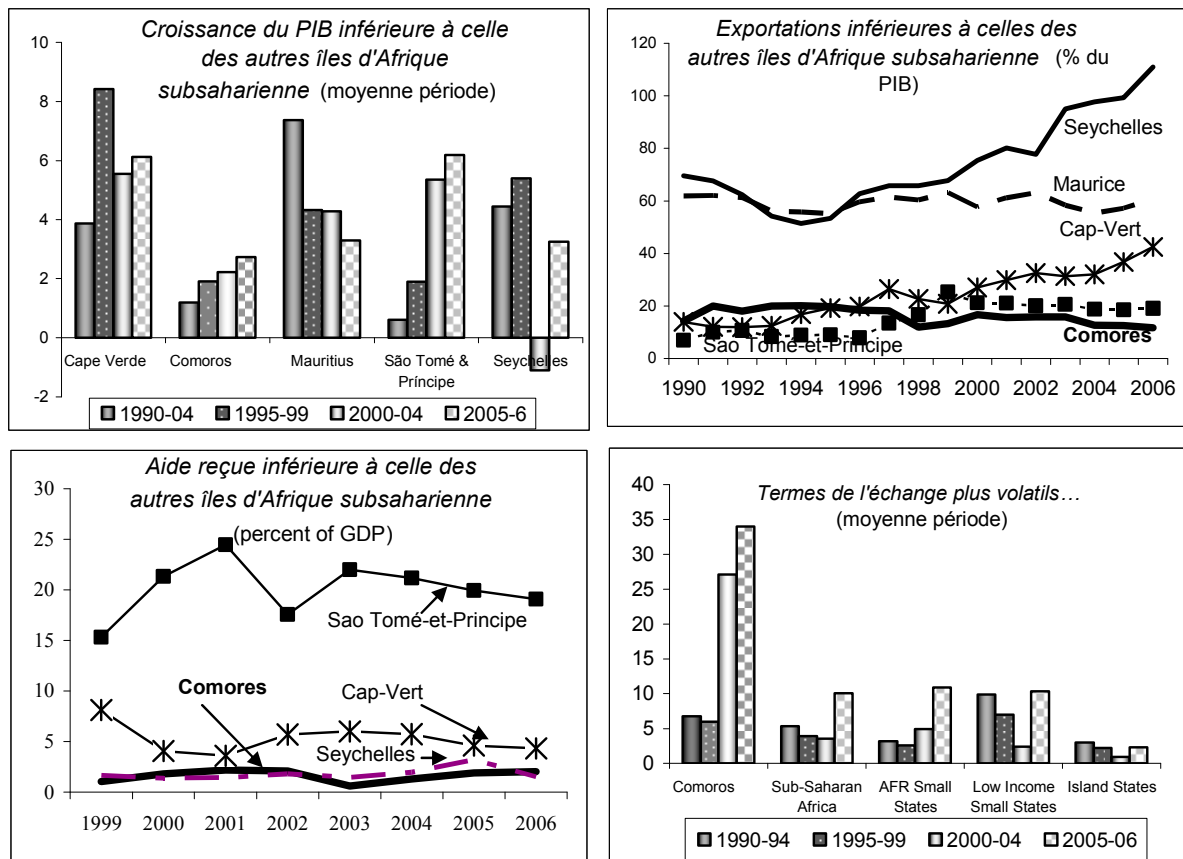 Croissance du PIB inférieure à celle
des autres îles d'Afrique
subsaharienne (moyenne période)
10
8
6
4
2
0
-2
Cape Verde
Comoros
Mauritius
São Tomé &
Príncipe
Seychelles
1990-04
1995-99
2000-04
2005-6
Exportations inférieures à celles des
autres îles d'Afrique subsaharienne (% du
PIB)
120
100
80
60
40
20
0
Seychelles
Maurice
Cap-Vert
Sao Tomé-et-Principe
Comores
1990 1992 1994 1996 1998 2000 2002 2004 2006
Aide reçue inférieure à celle des
autres îles d'Afrique subsaharienne
(percent of GDP)
30
25
20
15
10
5
0
Sao Tomé-et-Principe
Comores
Cap-Vert
Seychelles
1999 2000 2001 2002 2003 2004 2005 2006
Termes de l'échange plus volatils…
(moyenne période)
40
35
30
25
20
15
10
5
0
Comoros
Sub-Saharan
Africa
AFR Small
States
Low Income
Small States
Island States
1990-94
1995-99
2000-04
2005-06